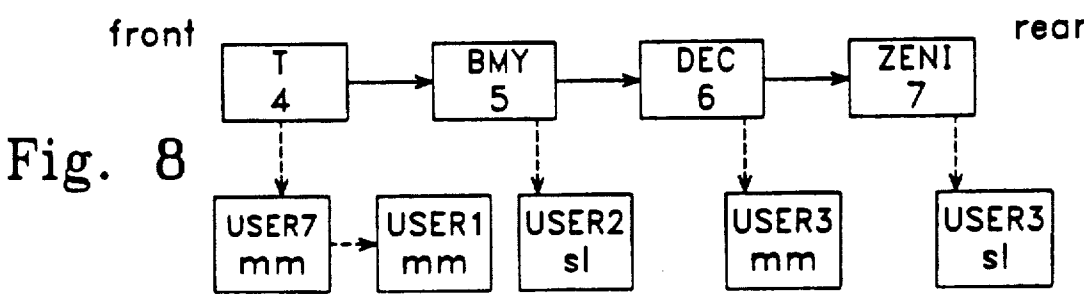 front
rear
T
4
BMY
5
DEC
6
ZENI
7
Fig. 8
USER7
mm
USER1
mm
USER2
sl
USER3
mm
USER3
sl